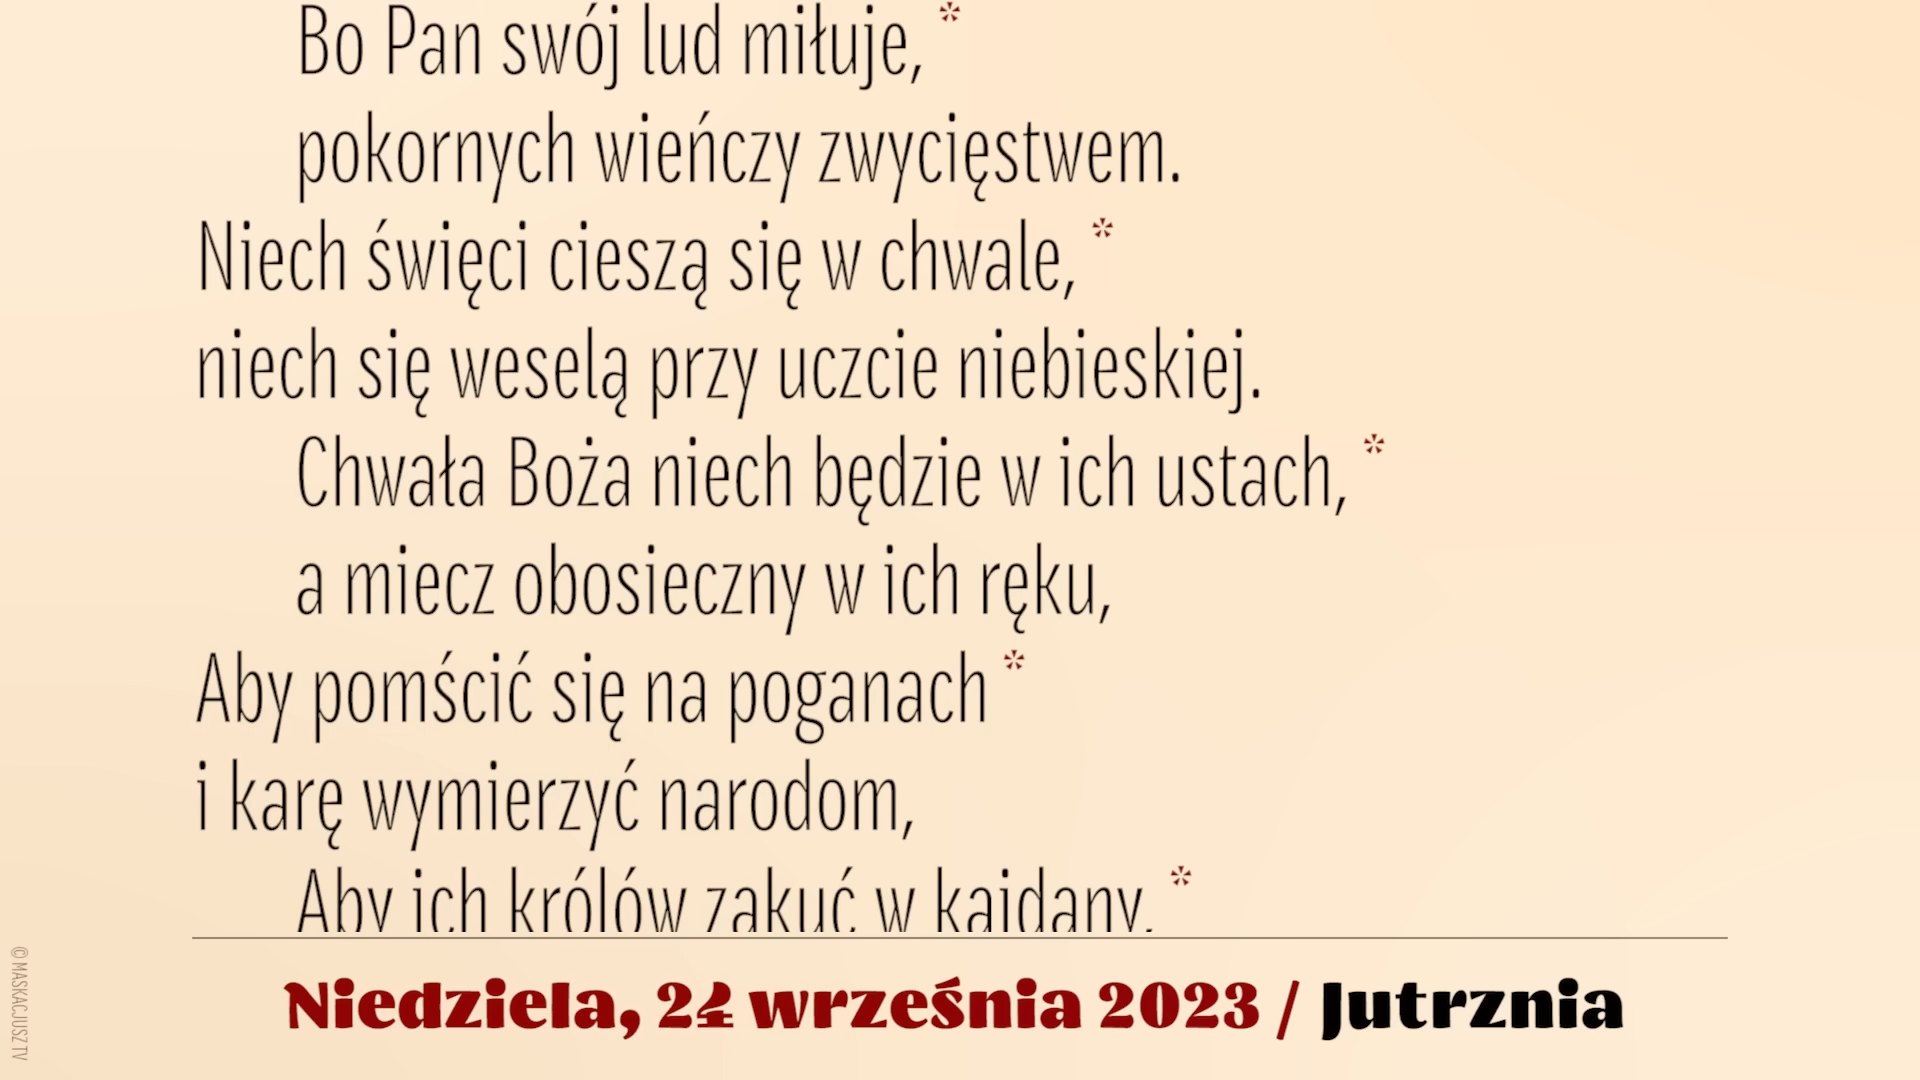 Bo Pan swój lud miłuje, *
pokornych wieńczy zwycięstwem.
Niech święci cieszą się w chwale, *
niech się weselą przy uczcie niebieskiej.
Chwała Boża niech będzie w ich ustach, *
a miecz obosieczny w ich ręku,
Aby pomścić się na poganach *
i karę wymierzyć narodom,
Aby ich królów zakuć w kajdany, *
Niedziela, 24 września 2023 / Jutrznia
© MASKACJUSZ TV